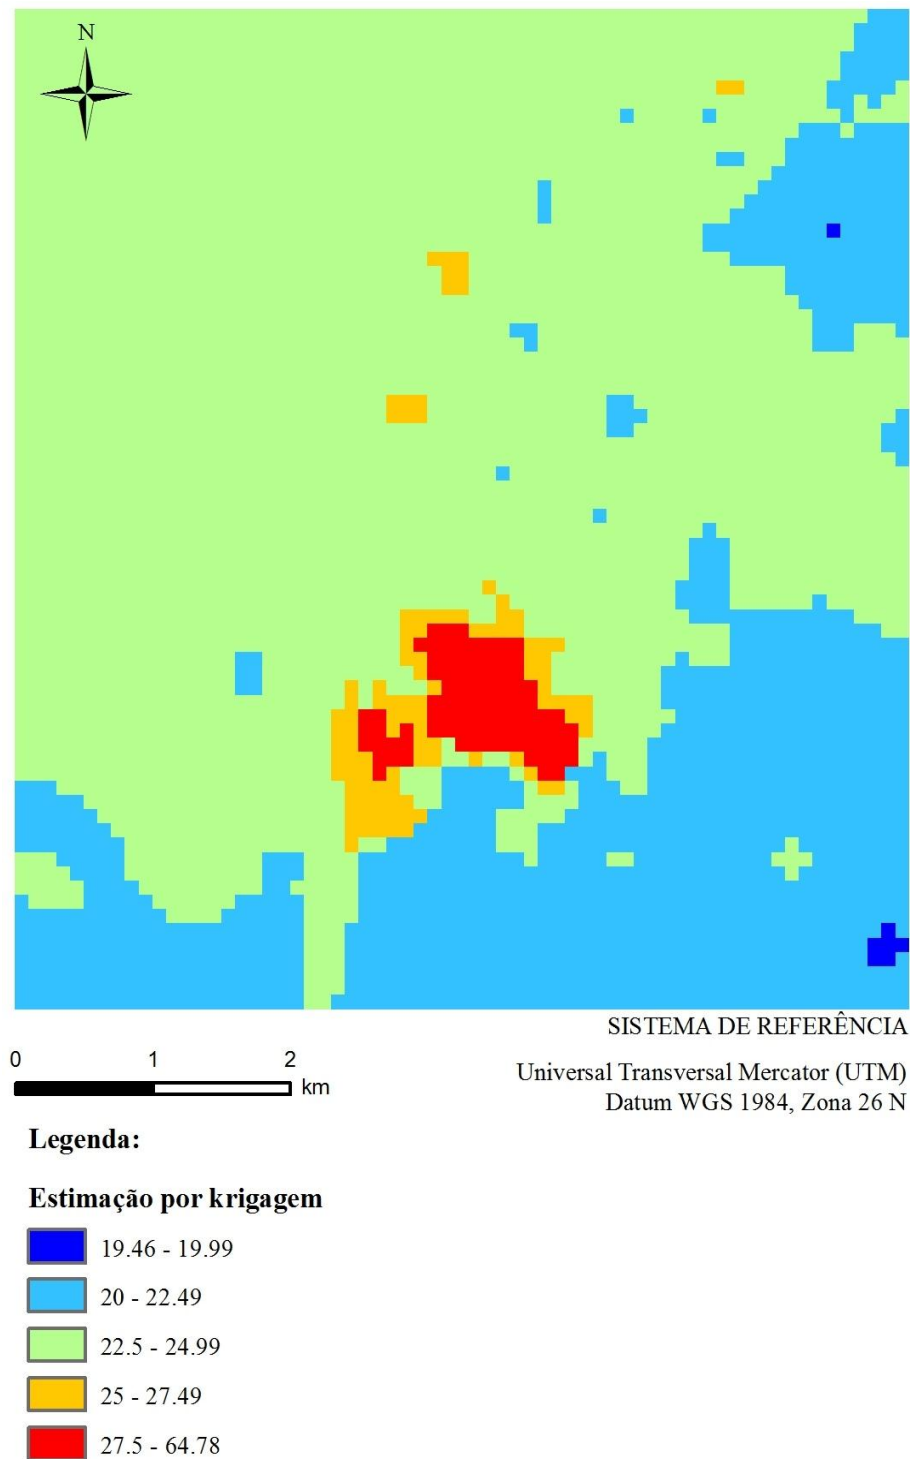 N
SISTEMA DE REFERÊNCIA
0 1 2
km
Universal Transversal Mercator (UTM)
Datum WGS 1984, Zona 26 N
Legenda:
Estimação por krigagem
19.46 - 19.99
20 - 22.49
22.5 - 24.99
25 - 27.49
27.5 - 64.78